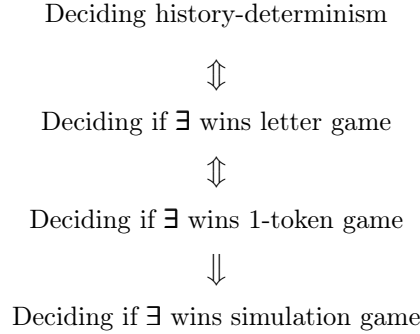 Deciding history-determinism
⇕
Deciding if ∃ wins letter game
⇕
Deciding if ∃ wins 1-token game
⇓
Deciding if ∃ wins simulation game